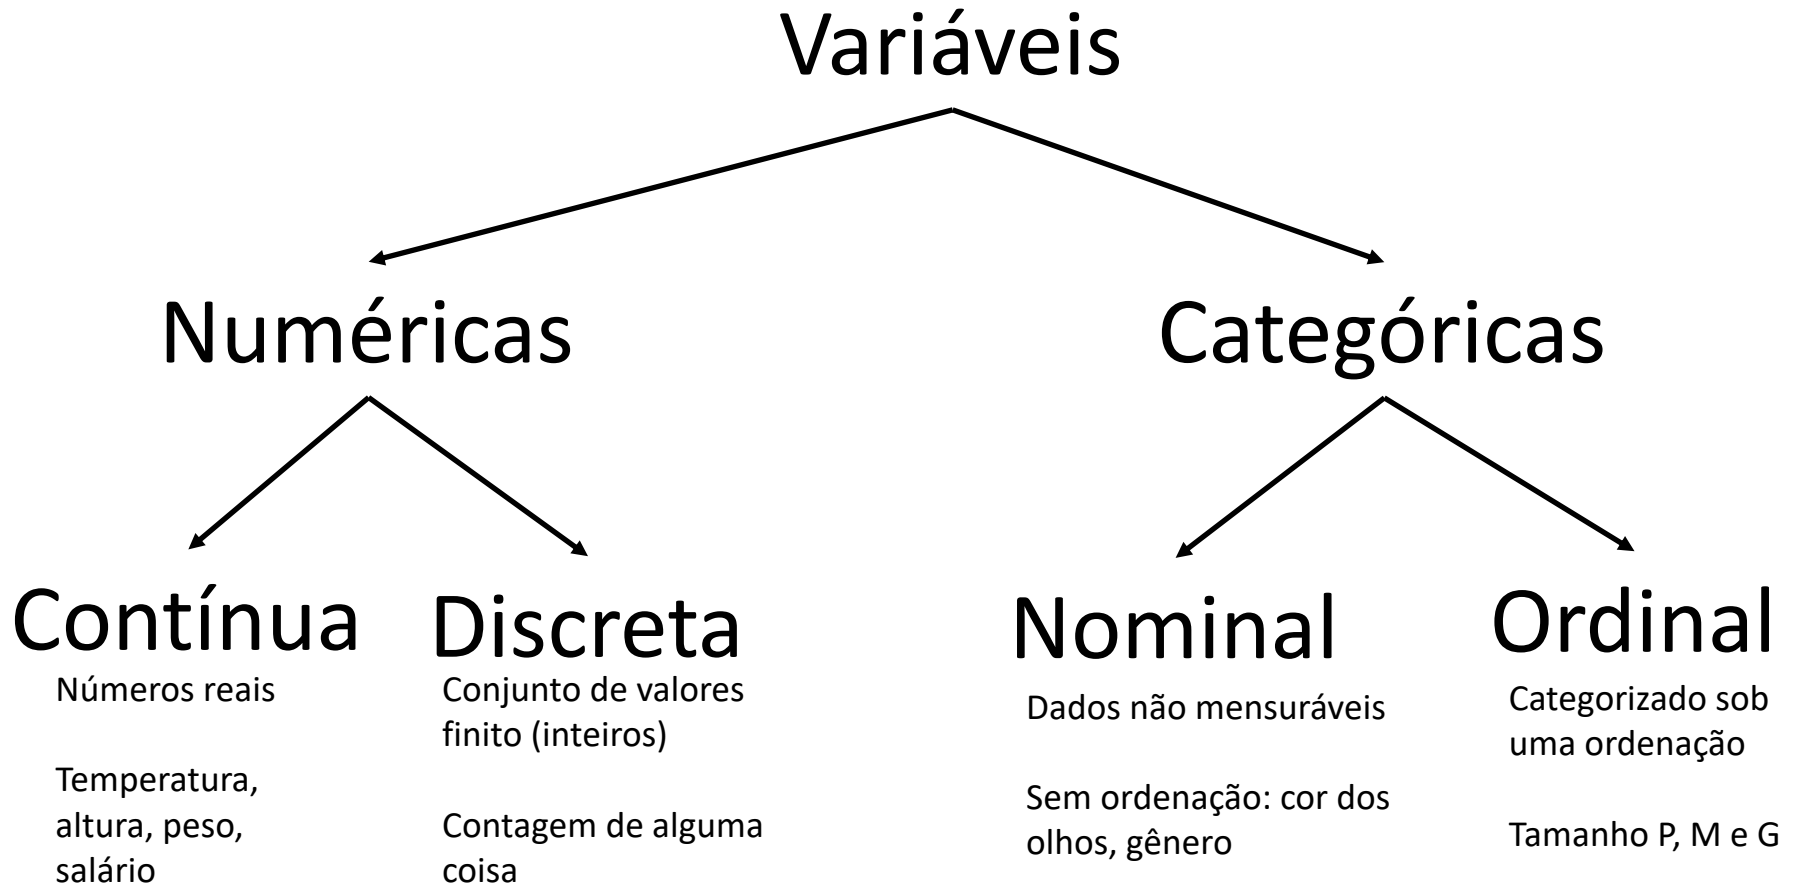 Variáveis
Numéricas
Categóricas
Contínua
Números reais
Temperatura,
altura, peso,
salário
Discreta
Conjunto de valores
finito (inteiros)
Contagem de alguma
coisa
Nominal
Dados não mensuráveis
Sem ordenação: cor dos
olhos, gênero
Ordinal
Categorizado sob
uma ordenação
Tamanho P, M e G